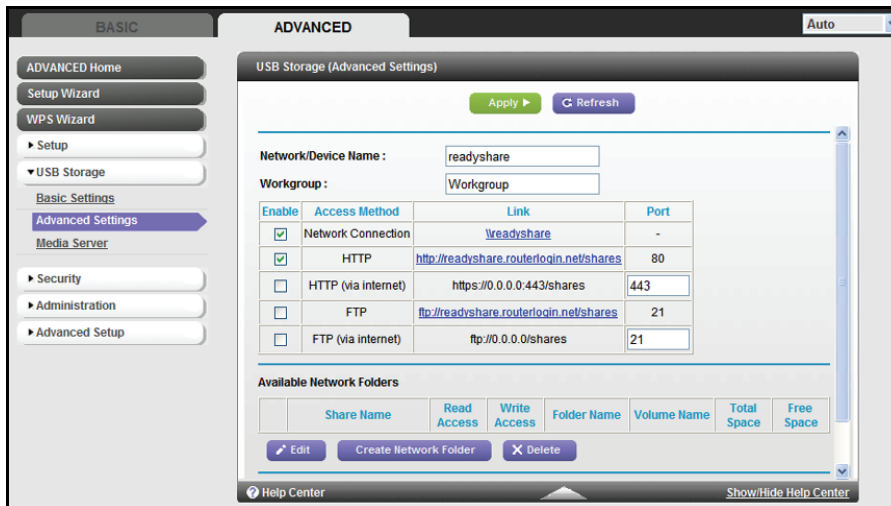 BASIC
ADVANCED
Auto
ADVANCED Home
Setup Wizard
WPS Wizard
Setup
USB Storage
Basic Settings
Advanced Settings
Media Server
Security
Administration
Advanced Setup
USB Storage (Advanced Settings)
Apply
Refresh
Network/Device Name : readyshare
Workgroup : Workgroup
Enable Access Method Link Port
Network Connection \\readyshare -
HTTP http://readyshare.routerlogin.net/shares 80
HTTP (via internet) https://0.0.0.0:443/shares 443
FTP ftp://readyshare.routerlogin.net/shares 21
FTP (via internet) ftp://0.0.0.0/shares 21
Available Network Folders
Share Name Read Access Write Access Folder Name Volume Name Total Space Free Space
Edit Create Network Folder Delete
Help Center Show/Hide Help Center